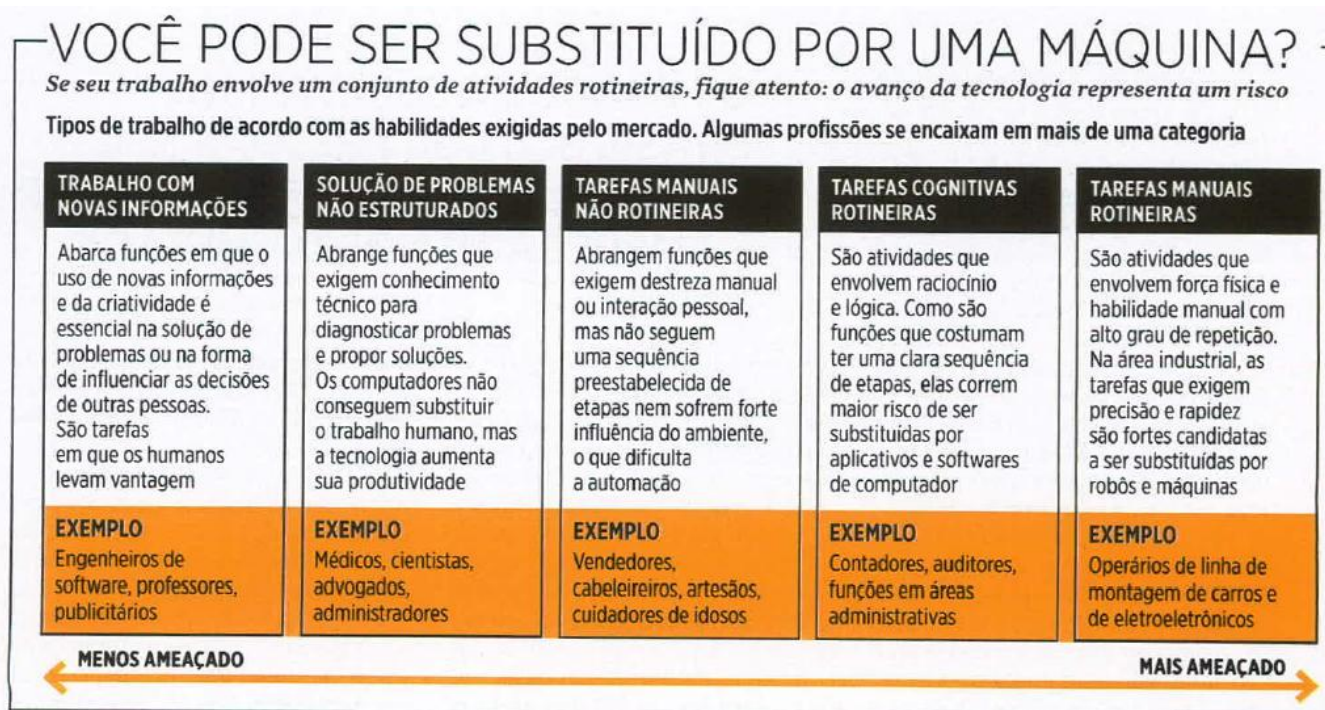 VOCÊ PODE SER SUBSTITUÍDO POR UMA MÁQUINA?
Se seu trabalho envolve um conjunto de atividades rotineiras, fique atento: o avanço da tecnologia representa um risco
Tipos de trabalho de acordo com as habilidades exigidas pelo mercado. Algumas profissões se encaixam em mais de uma categoria
TRABALHO COM
NOVAS INFORMAÇÕES
Abarca funções em que o
uso de novas informações
e da criatividade é
essencial na solução de
problemas ou na forma
de influenciar as decisões
de outras pessoas.
São tarefas
em que os humanos
levam vantagem
EXEMPLO
Engenheiros de
software, professores,
publicitários
SOLUÇÃO DE PROBLEMAS
NÃO ESTRUTURADOS
Abrange funções que
exigem conhecimento
técnico para
diagnosticar problemas
e propor soluções.
Os computadores não
conseguem substituir
o trabalho humano, mas
a tecnologia aumenta
sua produtividade
EXEMPLO
Médicos, cientistas,
advogados,
administradores
TAREFAS MANUAIS
NÃO ROTINEIRAS
Abrangem funções que
exigem destreza manual
ou interação pessoal,
mas não seguem
uma sequência
preestabelecida de
etapas nem sofrem forte
influência do ambiente,
o que dificulta
a automação
EXEMPLO
Vendedores,
cabeleireiros, artesãos,
cuidadores de idosos
TAREFAS COGNITIVAS
ROTINEIRAS
São atividades que
envolvem raciocínio
e lógica. Como são
funções que costumam
ter uma clara sequência
de etapas, elas correm
maior risco de ser
substituídas por
aplicativos e softwares
de computador
EXEMPLO
Contadores, auditores,
funções em áreas
administrativas
TAREFAS MANUAIS
ROTINEIRAS
São atividades que
envolvem força física e
habilidade manual com
alto grau de repetição.
Na área industrial, as
tarefas que exigem
precisão e rapidez
são fortes candidatas
a ser substituídas por
robôs e máquinas
EXEMPLO
Operários de linha de
montagem de carros e
de eletroeletrônicos
MENOS AMEAÇADO
MAIS AMEAÇADO